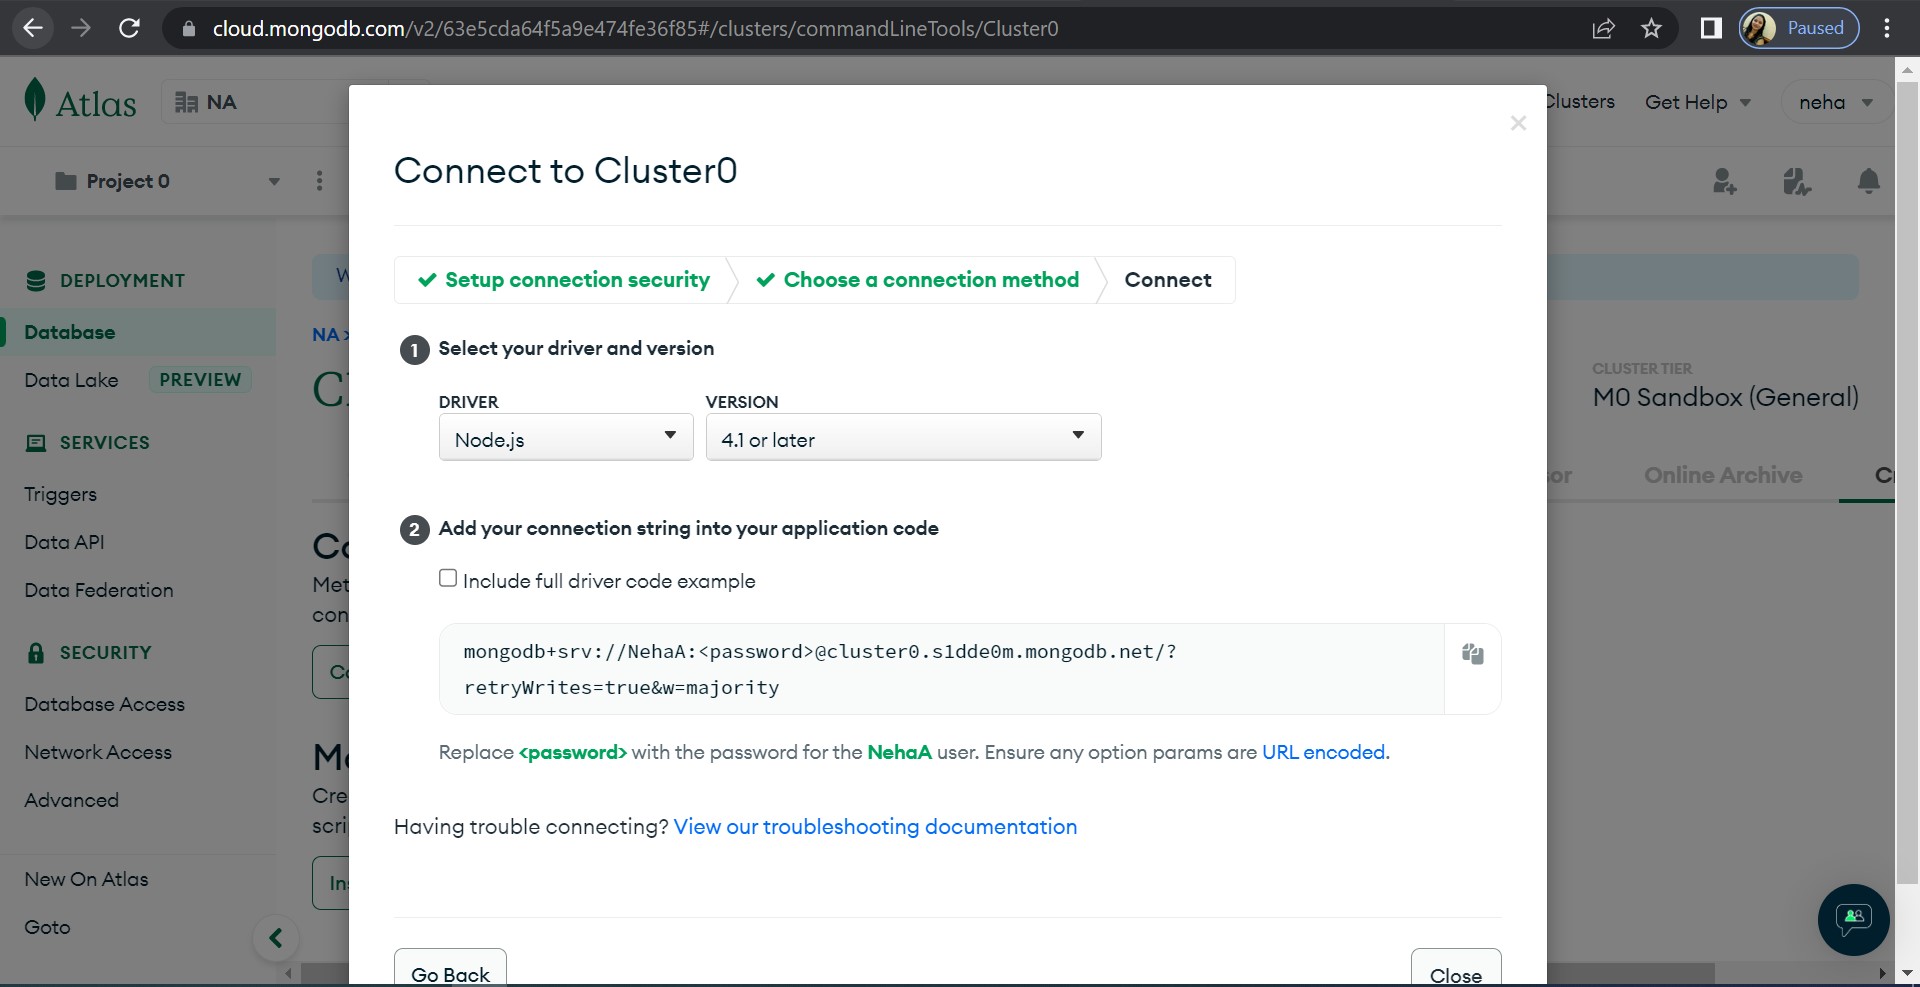 cloud.mongodb.com/v2/63e5cda64f5a9e474fe36f85#/clusters/commandLineTools/Cluster0
Paused
Atlas
NA
Clusters
Get Help
neha
Project 0
Connect to Cluster0
Setup connection security
Choose a connection method
Connect
DEPLOYMENT
Database
NA >
Data Lake
PREVIEW
SERVICES
Triggers
Data API
Data Federation
SECURITY
Database Access
Network Access
Advanced
New On Atlas
Goto
1 Select your driver and version
DRIVER
VERSION
Node.js
4.1 or later
CLUSTER TIER
M0 Sandbox (General)
Online Archive
2 Add your connection string into your application code
Include full driver code example
mongodb+srv://NehaA:<password>@cluster0.s1dde0m.mongodb.net/?
retryWrites=true&w=majority
Replace <password> with the password for the NehaA user. Ensure any option params are URL encoded.
Having trouble connecting? View our troubleshooting documentation
Go Back
Close